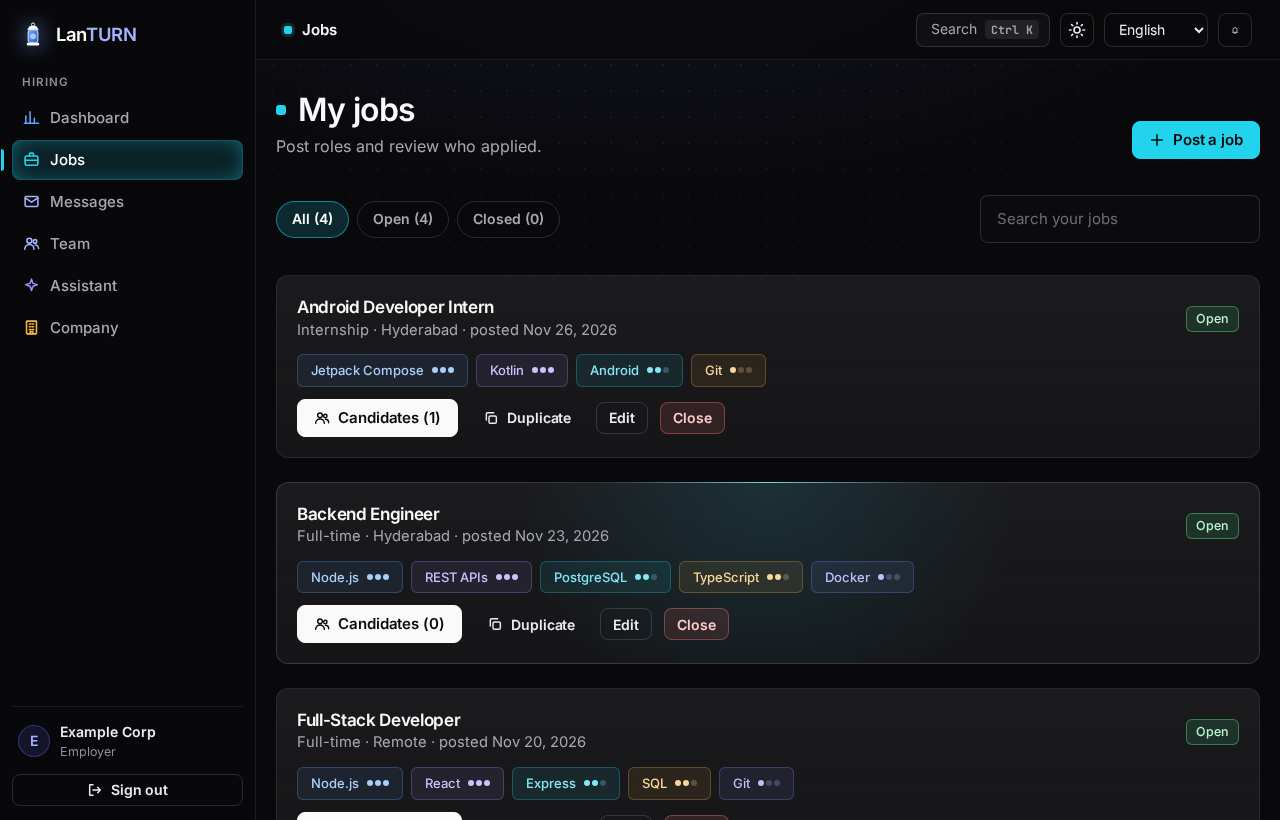 LanTURN
HIRING
Dashboard
Jobs
Messages
Team
Assistant
Company
Example Corp
E
Employer
Sign out
Jobs
Search Ctrl K
English
My jobs
Post roles and review who applied.
Post a job
All (4) Open (4) Closed (0)
Search your jobs
Android Developer Intern
Internship · Hyderabad · posted Nov 26, 2026
Open
Jetpack Compose Kotlin Android Git
Candidates (1) Duplicate Edit Close
Backend Engineer
Full-time · Hyderabad · posted Nov 23, 2026
Open
Node.js REST APIs PostgreSQL TypeScript Docker
Candidates (0) Duplicate Edit Close
Full-Stack Developer
Full-time · Remote · posted Nov 20, 2026
Open
Node.js React Express SQL Git